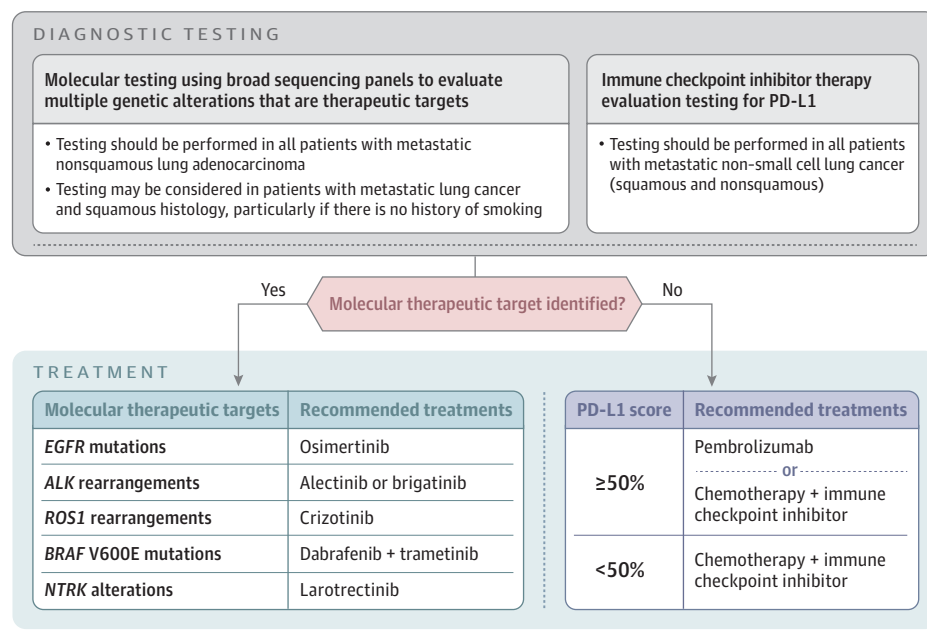 DIAGNOSTIC TESTING
Molecular testing using broad sequencing panels to evaluate
multiple genetic alterations that are therapeutic targets
• Testing should be performed in all patients with metastatic
nonsquamous lung adenocarcinoma
• Testing may be considered in patients with metastatic lung cancer
and squamous histology, particularly if there is no history of smoking
Immune checkpoint inhibitor therapy
evaluation testing for PD-L1
• Testing should be performed in all patients
with metastatic non-small cell lung cancer
(squamous and nonsquamous)
Yes
Molecular therapeutic target identified?
No
TREATMENT
Molecular therapeutic targets Recommended treatments
EGFR mutations Osimertinib
ALK rearrangements Alectinib or brigatinib
ROS1 rearrangements Crizotinib
BRAF V600E mutations Dabrafenib + trametinib
NTRK alterations Larotrectinib
PD-L1 score Recommended treatments
≥50%
Pembrolizumab
or
Chemotherapy + immune
checkpoint inhibitor
<50%
Chemotherapy + immune
checkpoint inhibitor